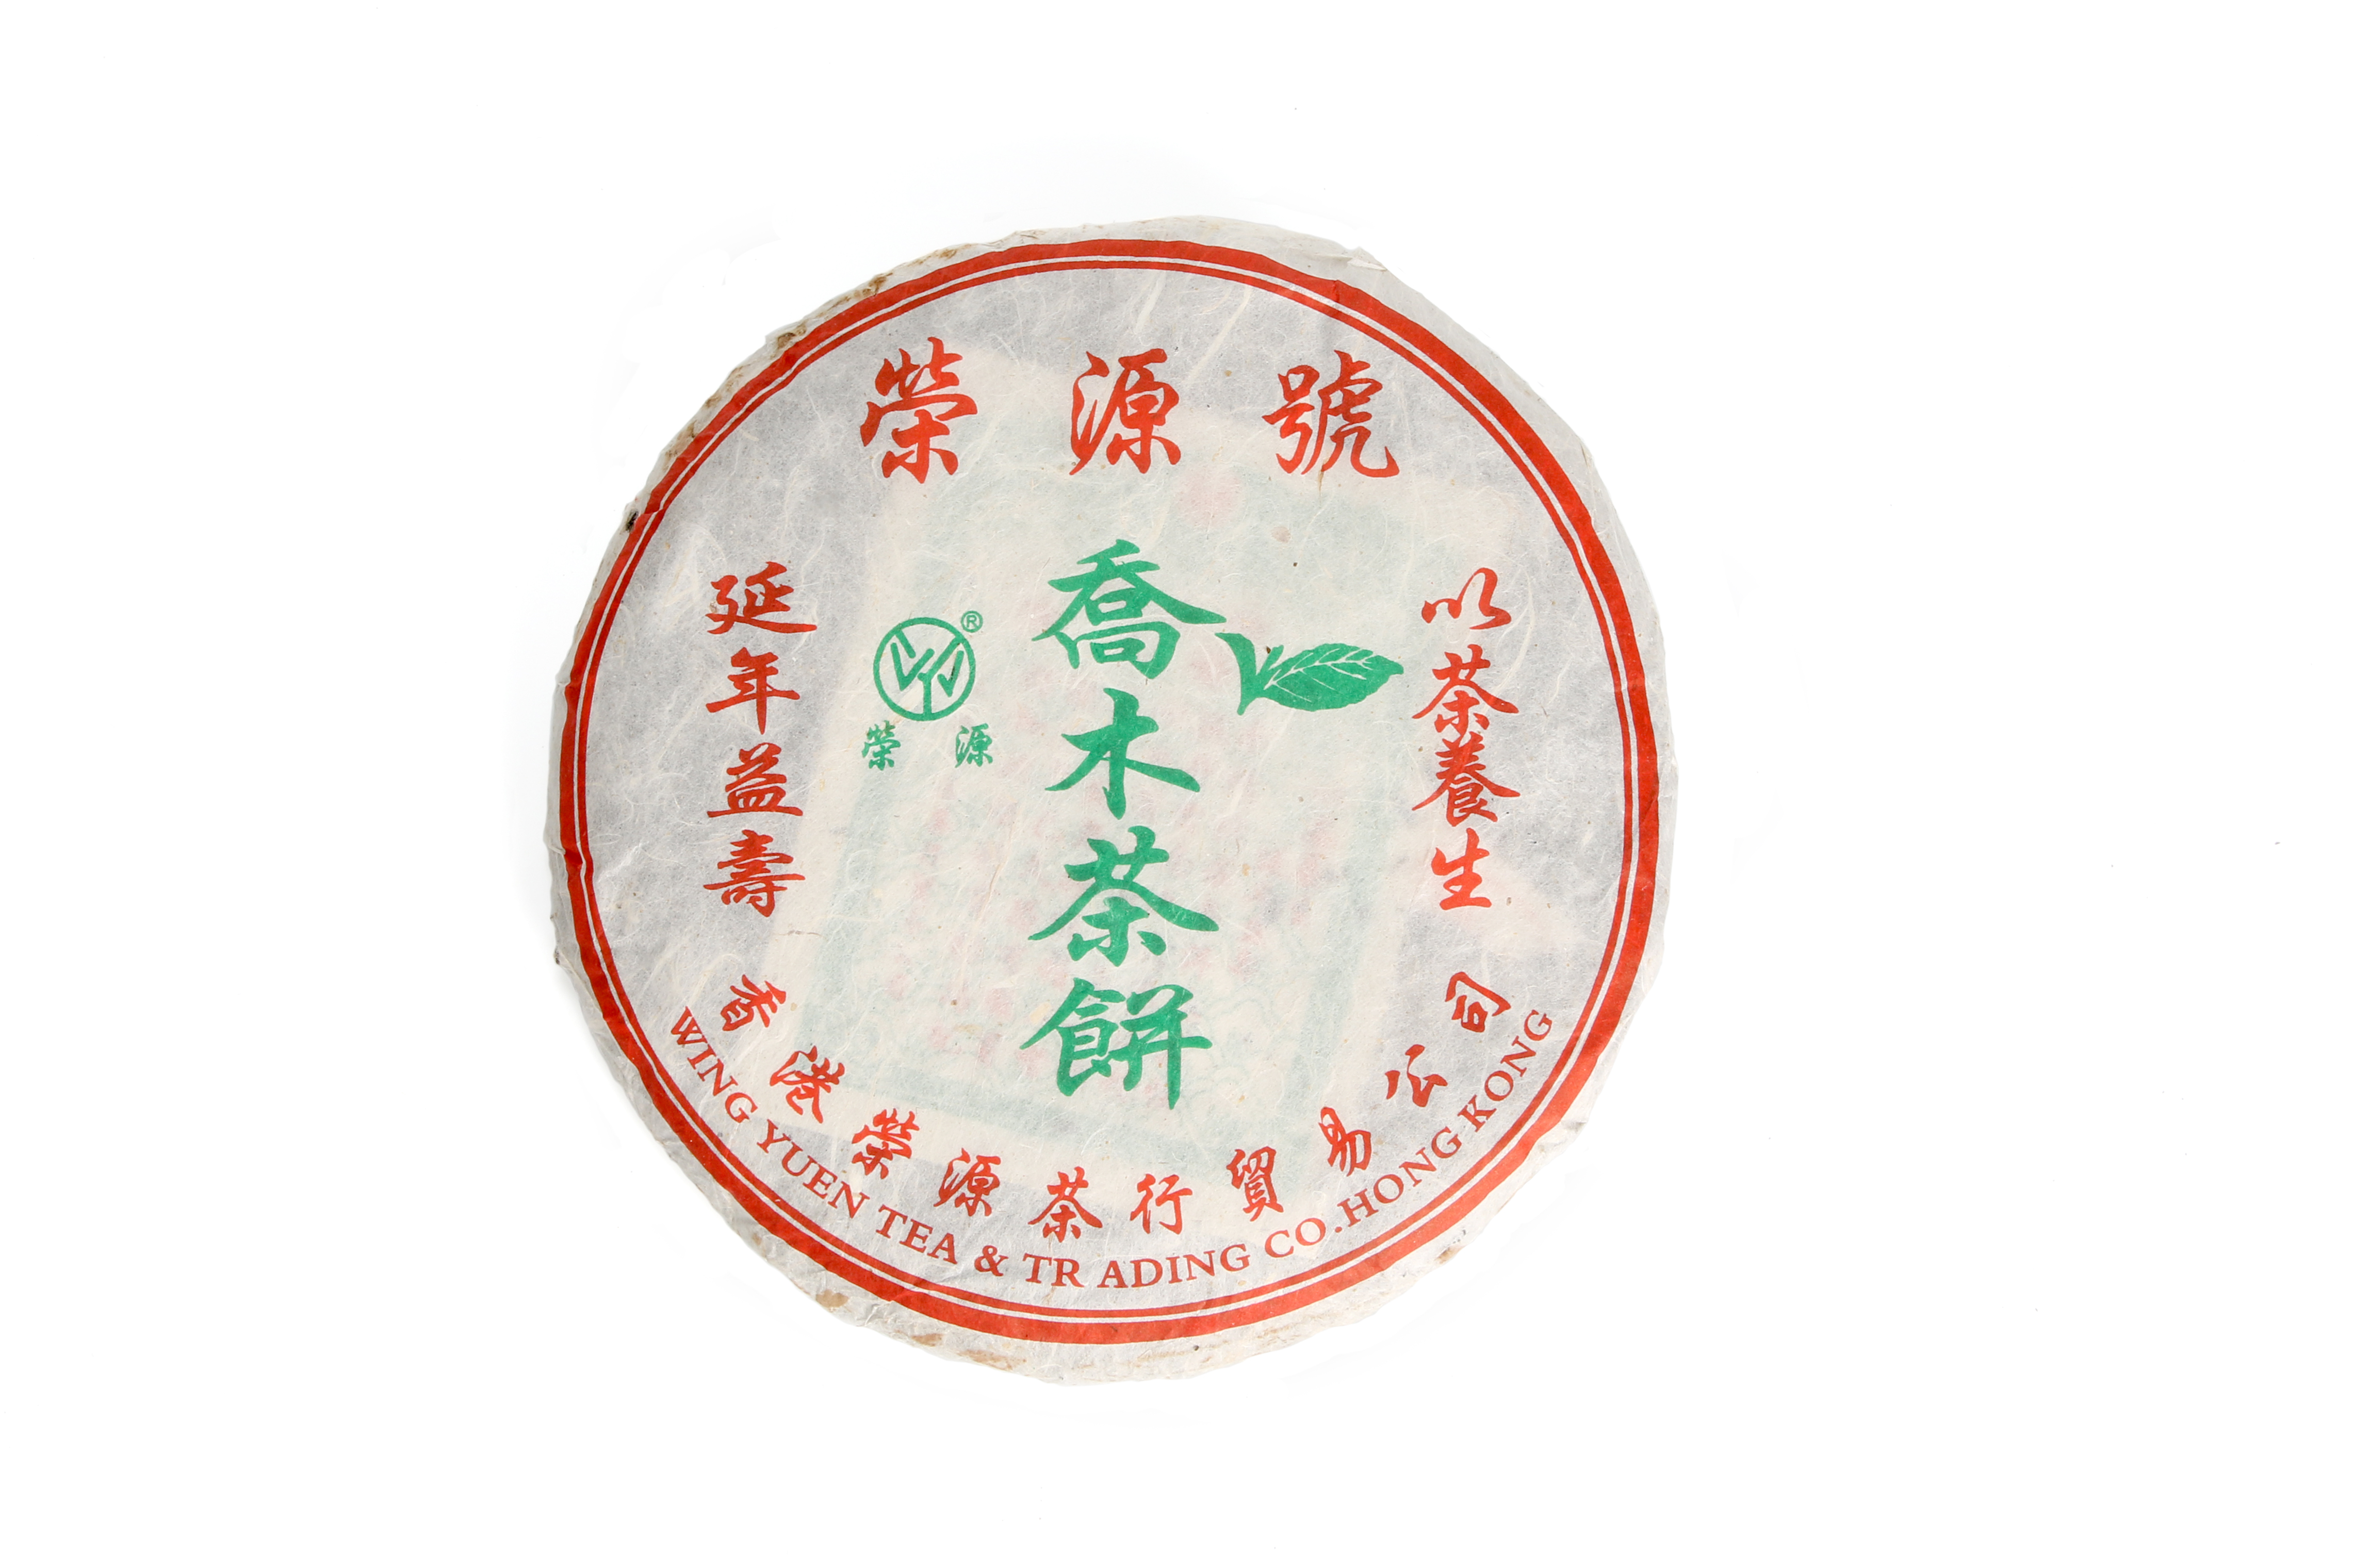 榮源號
喬木茶餅
以茶養生
延年益壽
®
榮源
香港榮源茶行貿易公司
WING YUEN TEA & TR ADING CO.HONG KONG